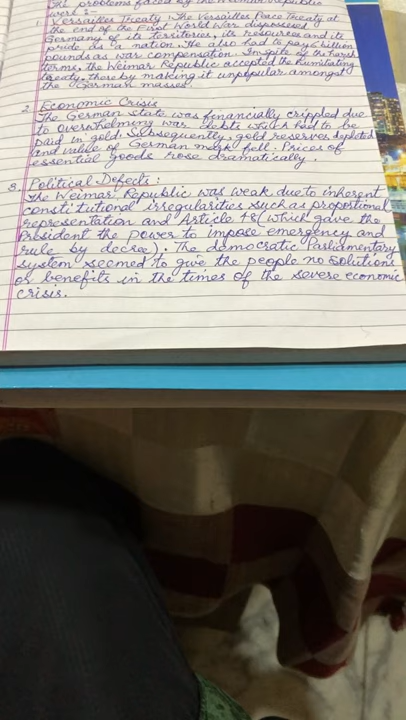 The problems faced by the Weimar Republic
were :-
1. Versailles Treaty : The Versailles Peace Treaty at
the end of the First World War dispossessed
Germany of its territories, its resources and its
pride as a nation. She also had to pay 6 billion
pounds as war compensation. Inspite of the harsh
terms, the Weimar Republic accepted the humiliating
treaty, there by making it unpopular amongst
the German masses.
2. Economic Crisis
The German state was financially crippled due
to overwhelming war debts which had to be
paid in gold. Subsequently, gold reserves depleted
and value of German mark fell. Prices of
essential goods rose dramatically.
3. Political Defects :
The Weimar Republic was weak due to inherent
constitutional irregularities such as proportional
representation and Article 48 (which gave the
President the power to impose emergency and
rule by decree). The democratic Parliamentary
system seemed to give the people no solutions
or benefits in the times of the severe economic
crisis.